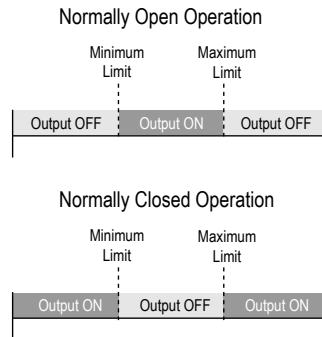 Normally Open Operation
Minimum Maximum
Limit Limit
Output OFF Output ON Output OFF
Normally Closed Operation
Minimum Maximum
Limit Limit
Output ON Output OFF Output ON